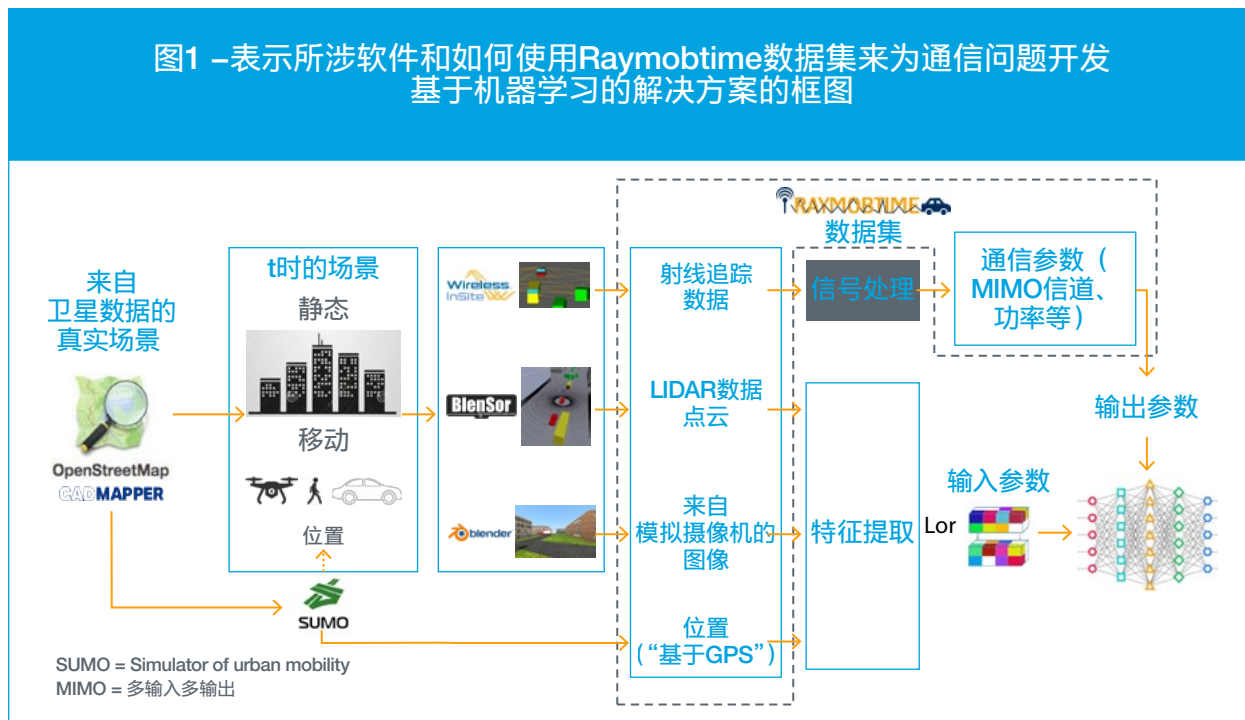 图1 –表示所涉软件和如何使用Raymobtime数据集来为通信问题开发
基于机器学习的解决方案的框图
RAYMOBTIME
数据集
来自
卫星数据的
真实场景
OpenStreetMap
CADMAPPER
t时的场景
静态
移动
位置
SUMO
Wireless
InSite
BlenSor
blender
射线追踪
数据
LIDAR数据
点云
来自
模拟摄像机的
图像
位置
(“基于GPS”)
信号处理
特征提取
通信参数（
MIMO信道、
功率等）
输出参数
输入参数
Lor
SUMO = Simulator of urban mobility
MIMO = 多输入多输出